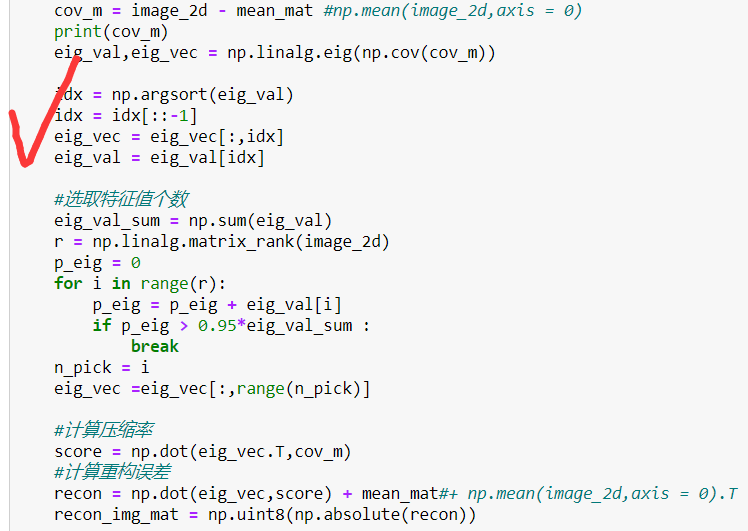 cov_m = image_2d - mean_mat #np.mean(image_2d,axis = 0)
print(cov_m)
eig_val,eig_vec = np.linalg.eig(np.cov(cov_m))
idx = np.argsort(eig_val)
idx = idx[::-1]
eig_vec = eig_vec[:,idx]
eig_val = eig_val[idx]
#选取特征值个数
eig_val_sum = np.sum(eig_val)
r = np.linalg.matrix_rank(image_2d)
p_eig = 0
for i in range(r):
    p_eig = p_eig + eig_val[i]
    if p_eig > 0.95*eig_val_sum :
        break
n_pick = i
eig_vec =eig_vec[:,range(n_pick)]
#计算压缩率
score = np.dot(eig_vec.T,cov_m)
#计算重构误差
recon = np.dot(eig_vec,score) + mean_mat#+ np.mean(image_2d,axis = 0).T
recon_img_mat = np.uint8(np.absolute(recon))